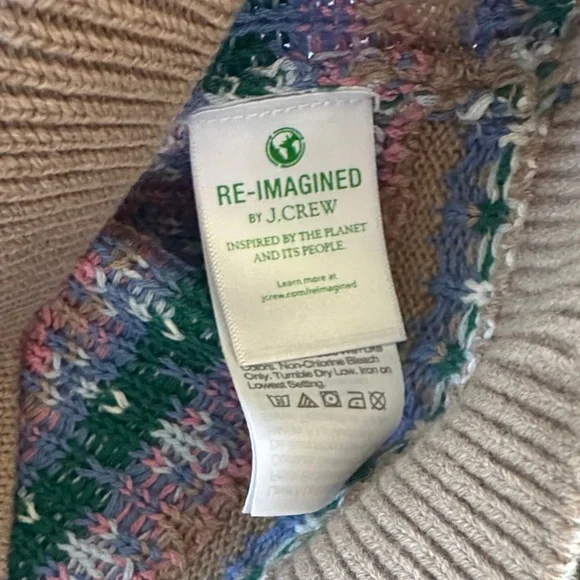 RE-IMAGINED
BY J.CREW
INSPIRED BY THE PLANET
AND ITS PEOPLE.
Learn more at
jcrew.com/reimagined
Colors. Non-Chlorine Bleach
Only. Tumble Dry Low. Iron on
Lowest Setting.